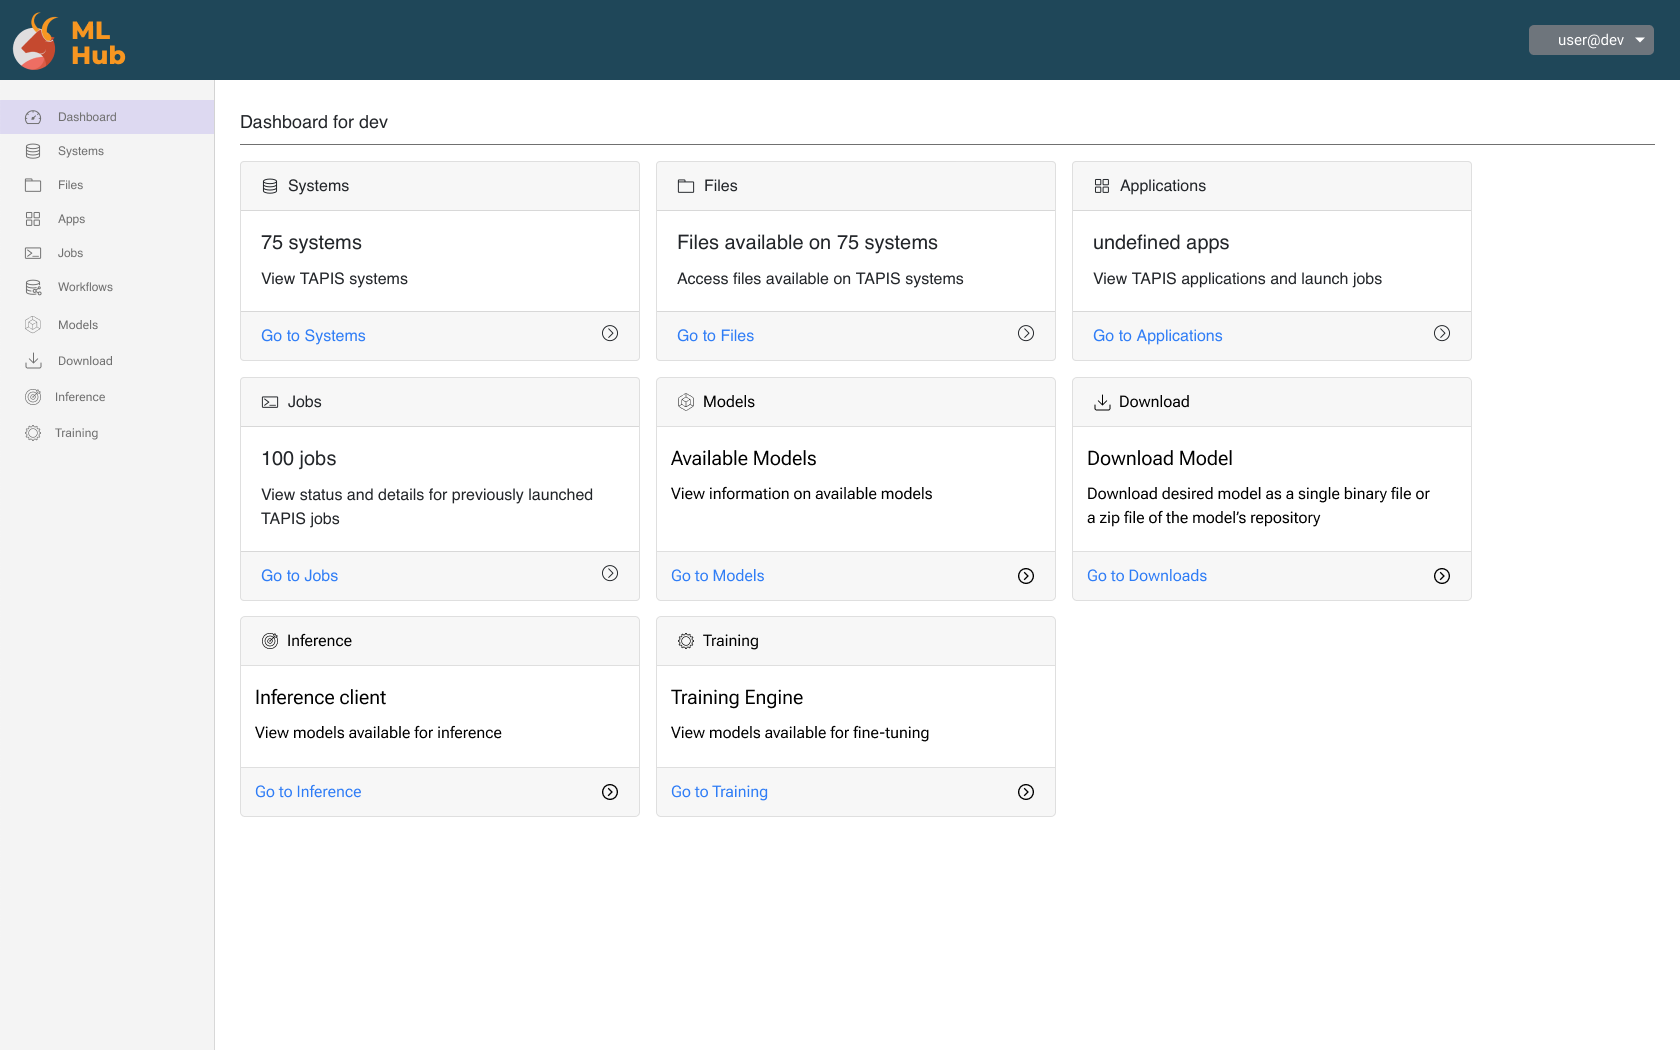 ML
Hub
user@dev
Dashboard
Systems
Files
Apps
Jobs
Workflows
Models
Download
Inference
Training
Dashboard for dev
Systems
75 systems
View TAPIS systems
Go to Systems
Files
Files available on 75 systems
Access files available on TAPIS systems
Go to Files
Applications
undefined apps
View TAPIS applications and launch jobs
Go to Applications
Jobs
100 jobs
View status and details for previously launched
TAPIS jobs
Go to Jobs
Models
Available Models
View information on available models
Go to Models
Download
Download Model
Download desired model as a single binary file or
a zip file of the model’s repository
Go to Downloads
Inference
Inference client
View models available for inference
Go to Inference
Training
Training Engine
View models available for fine-tuning
Go to Training